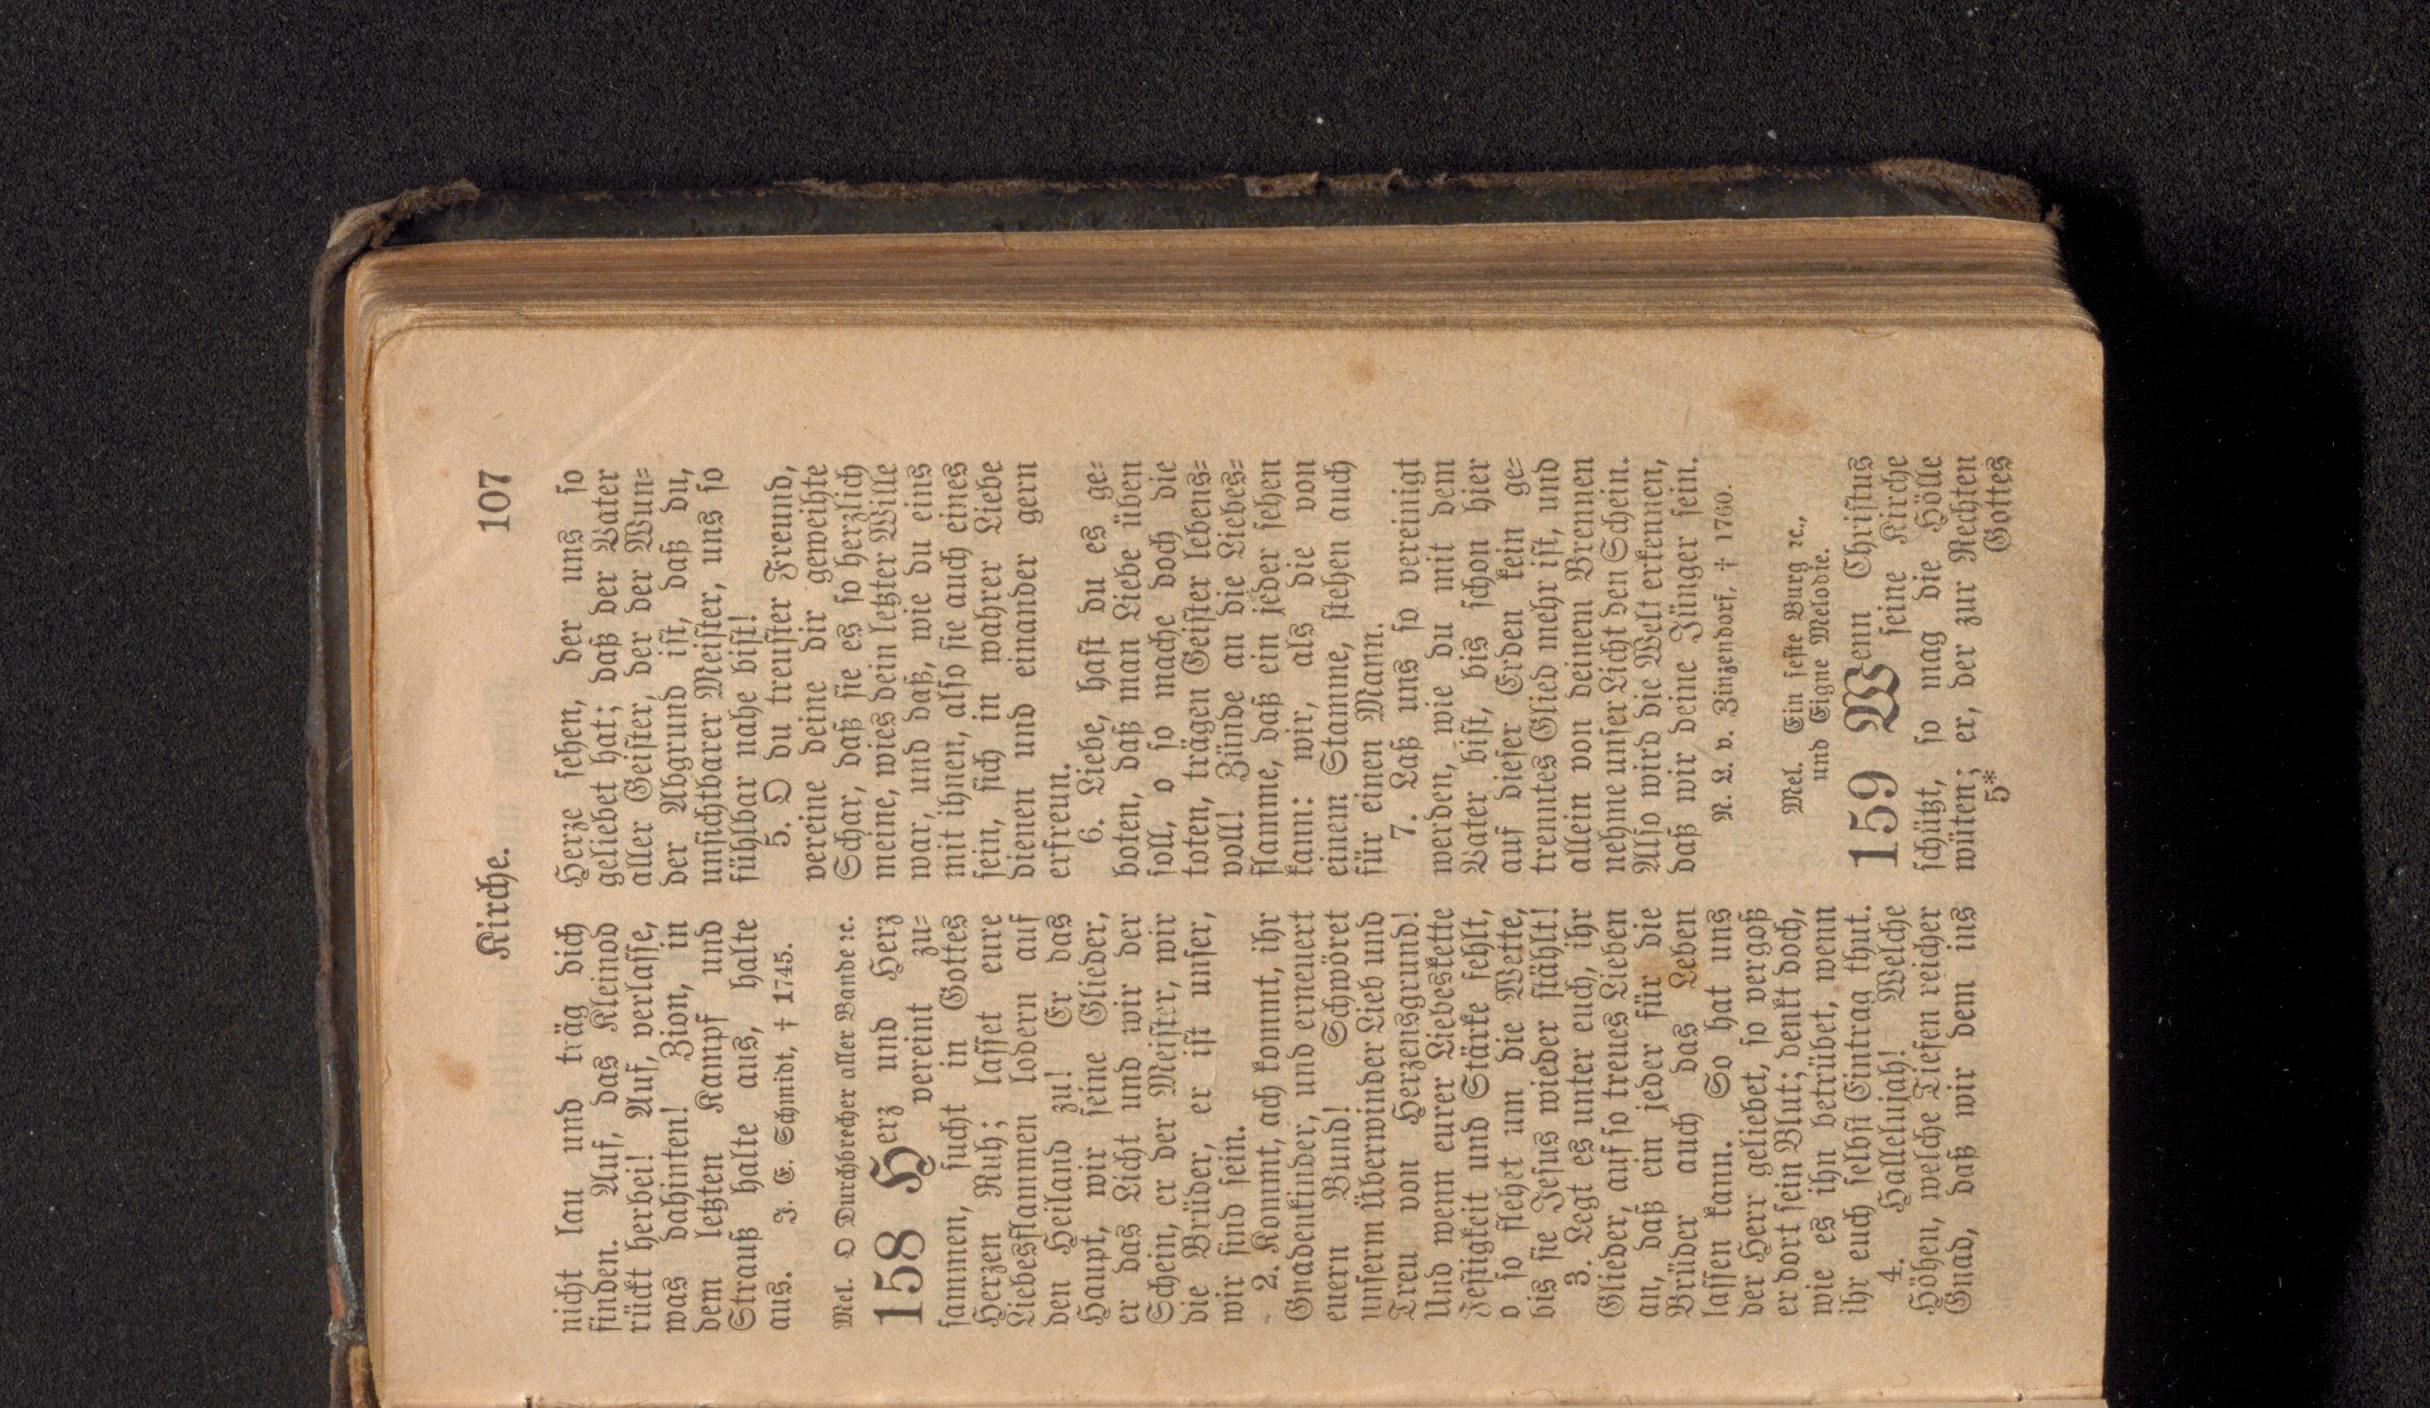 Kirche. 107
nicht lau und träg dich
finden. Auf, das Kleinod
rückt herbei! Auf, verlasse,
was dahinten! Zion, in
dem letzten Kampf und
Strauß halte aus, halte
aus. J. E. Schmidt, † 1745.
Mel. O Durchbrecher aller Bande ꝛc.
158 Herz und Herz
vereint zu⸗
sammen, sucht in Gottes
Herzen Ruh; lasset eure
Liebesflammen lodern auf
den Heiland zu! Er das
Haupt, wir seine Glieder,
er das Licht und wir der
Schein, er der Meister, wir
die Brüder, er ist unser,
wir sind sein.
2. Kommt, ach kommt, ihr
Gnadenkinder, und erneuert
euern Bund! Schwöret
unserm Überwinder Lieb und
Treu von Herzensgrund!
Und wenn eurer Liebeskette
Festigkeit und Stärke fehlt,
o so flehet um die Wette,
bis sie Jesus wieder stählt!
3. Legt es unter euch, ihr
Glieder, auf so treues Lieben
an, daß ein jeder für die
Brüder auch das Leben
lassen kann. So hat uns
der Herr geliebet, so vergoß
er dort sein Blut; denkt doch,
wie es ihn betrübet, wenn
ihr euch selbst Eintrag thut.
4. Hallelujah! Welche
Höhen, welche Tiefen reicher
Gnad, daß wir dem ins
Herze sehen, der uns so
geliebet hat; daß der Vater
aller Geister, der der Wun⸗
der Abgrund ist, daß du,
unsichtbarer Meister, uns so
fühlbar nahe bist!
5. O du treuster Freund,
vereine deine dir geweihte
Schar, daß sie es so herzlich
meine, wies dein letzter Wille
war, und daß, wie du eins
mit ihnen, also sie auch eines
sein, sich in wahrer Liebe
dienen und einander gern
erfreun.
6. Liebe, hast du es ge⸗
boten, daß man Liebe üben
soll, o so mache doch die
toten, trägen Geister lebens⸗
voll! Zünde an die Liebes⸗
flamme, daß ein jeder sehen
kann: wir, als die von
einem Stamme, stehen auch
für einen Mann.
7. Laß uns so vereinigt
werden, wie du mit dem
Vater bist, bis schon hier
auf dieser Erden kein ge⸗
trenntes Glied mehr ist, und
allein von deinem Brennen
nehme unser Licht den Schein.
Also wird die Welt erkennen,
daß wir deine Jünger sein.
N. L. v. Zinzendorf, † 1760.
Mel. Ein feste Burg ꝛc.,
und Eigne Melodie.
159 Wenn Christus
seine Kirche
schützt, so mag die Hölle
wüten; er, der zur Rechten
5* Gottes